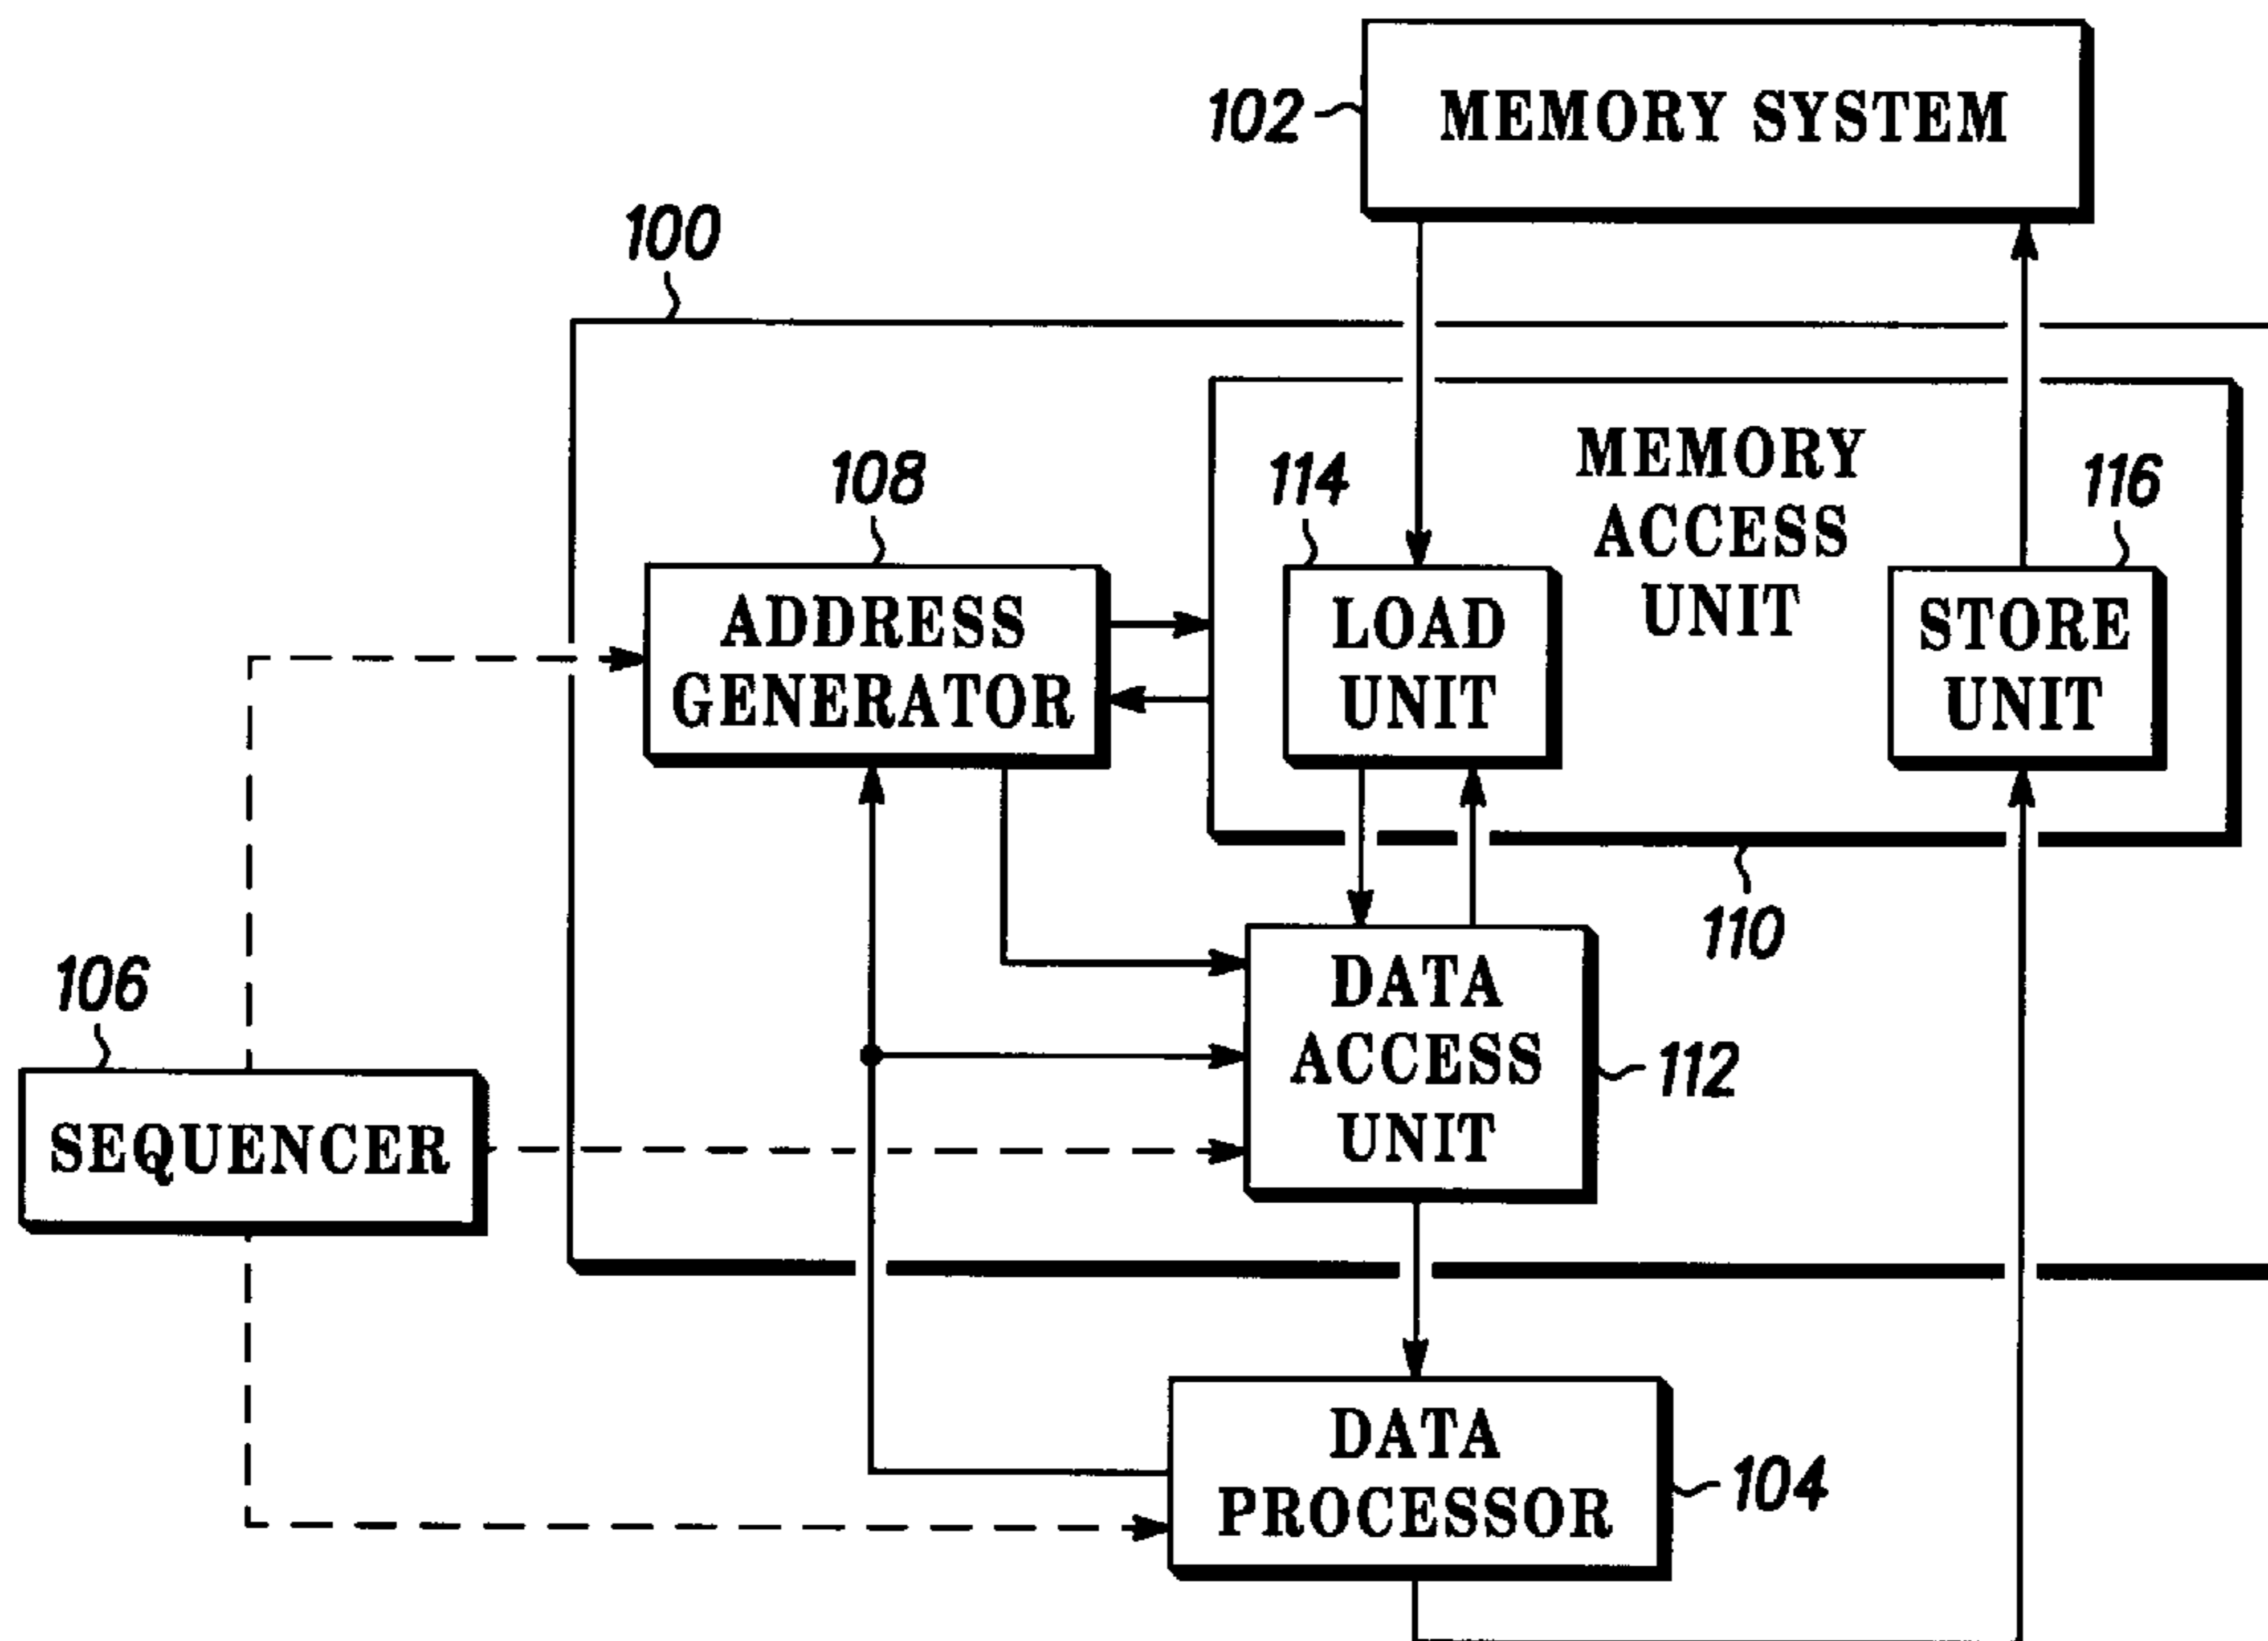 102
MEMORY SYSTEM
100
108
114
MEMORY
ACCESS
UNIT
116
ADDRESS
GENERATOR
LOAD
UNIT
STORE
UNIT
110
106
SEQUENCER
DATA
ACCESS
UNIT
112
DATA
PROCESSOR
104